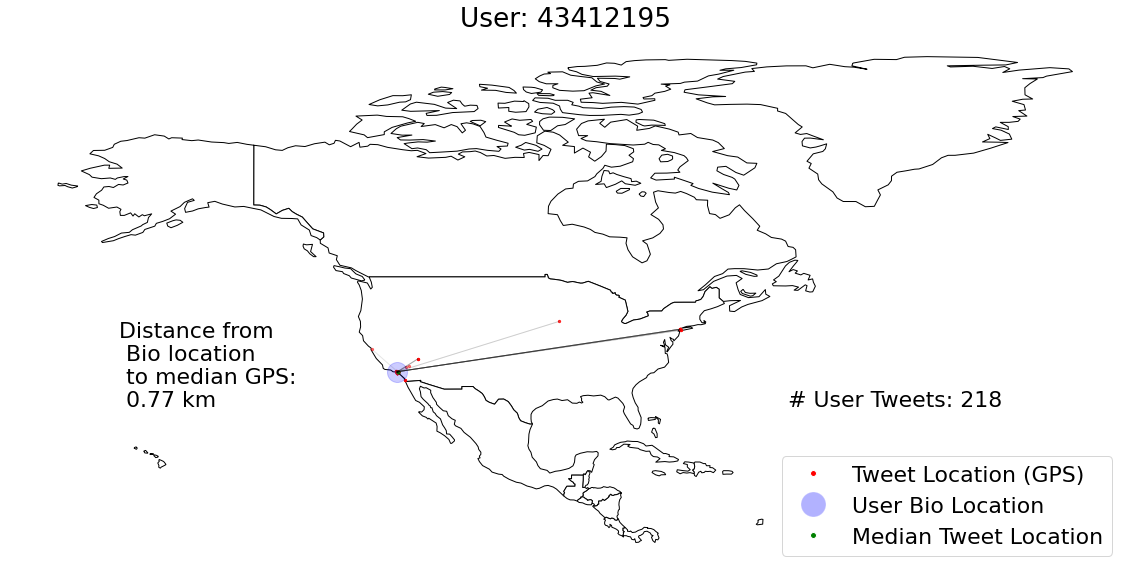 User: 43412195
Distance from
Bio location
to median GPS:
0.77 km
# User Tweets: 218
Tweet Location (GPS)
User Bio Location
Median Tweet Location